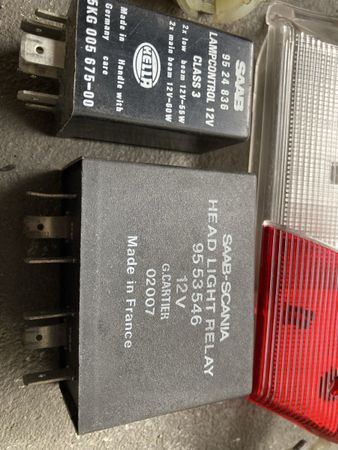 SAAB
95 24 836
LAMPCONTROL 12V
CLASS 3
2x low beam 12V-55W
2x main beam 12V-60W
HELLA
Made in
Germany
Handle with
care
5KG 005 675-00
SAAB-SCANIA
HEAD LIGHT RELAY
95 53 546
12 V
G.CARTIER
02007
Made in France